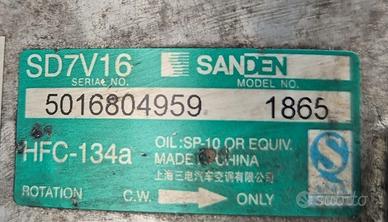 SD7V16 SANDEN
SERIAL NO. MODEL NO.
5016804959 1865
HFC-134a OIL:SP-10 OR EQUIV.
MADE IN CHINA
上海三电汽车空调有限公司
ROTATION C.W. → ONLY
subito